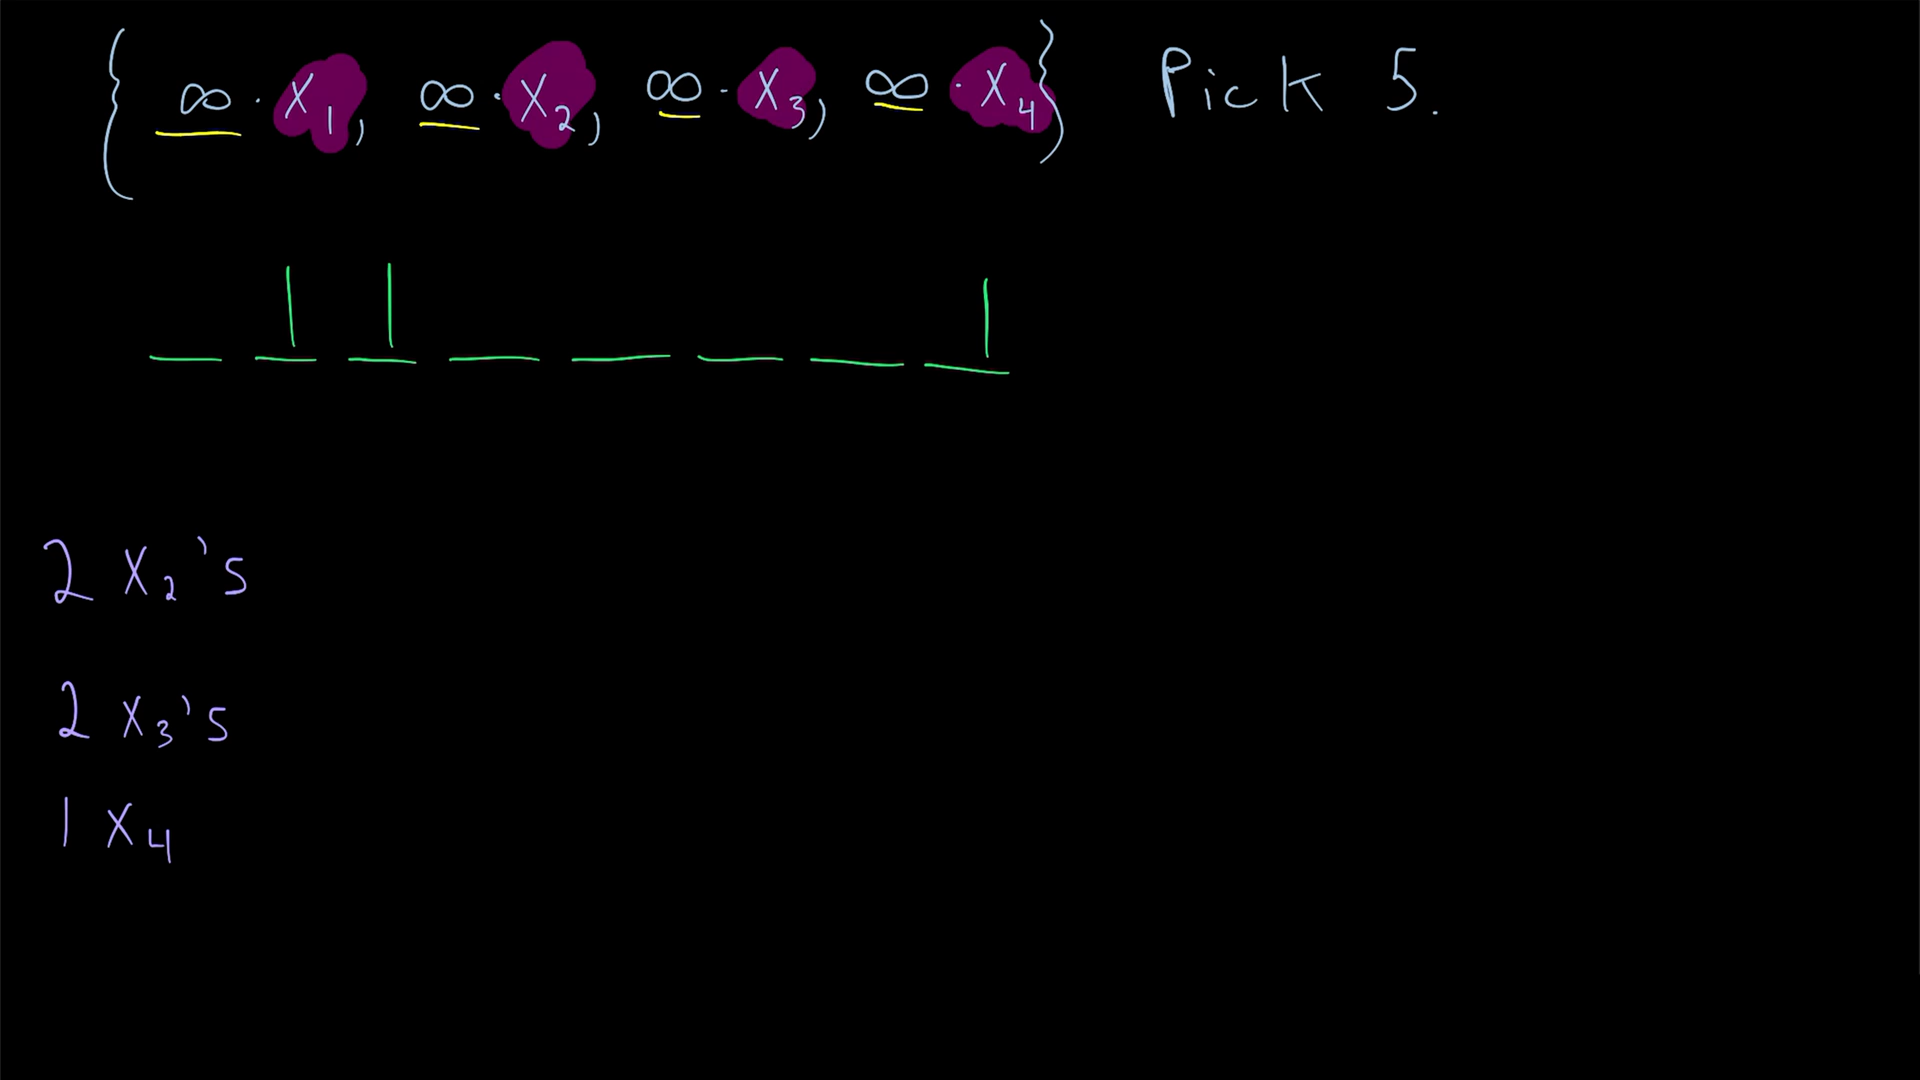 { ∞ · X₁, ∞ · X₂, ∞ · X₃, ∞ · X₄ } Pick 5.
_ | | _ _ _ _ |
2 X₂'s
2 X₃'s
1 X₄